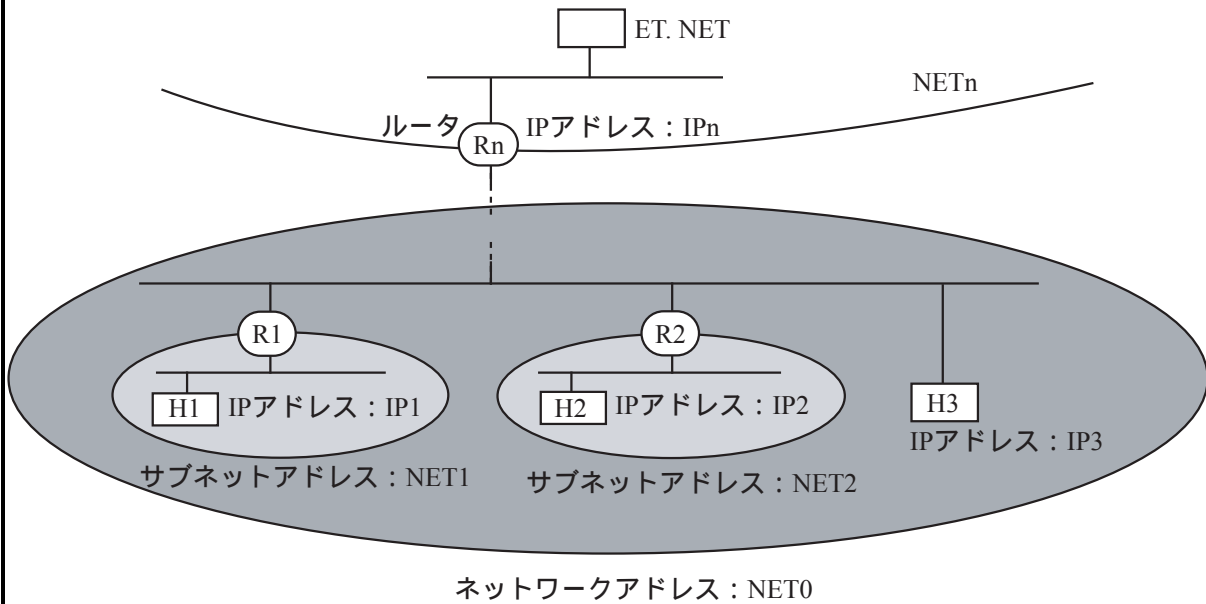 ET. NET
NETn
ルータ
Rn
IPアドレス：IPn
R1
R2
H1
IPアドレス：IP1
H2
IPアドレス：IP2
H3
IPアドレス：IP3
サブネットアドレス：NET1
サブネットアドレス：NET2
ネットワークアドレス：NET0